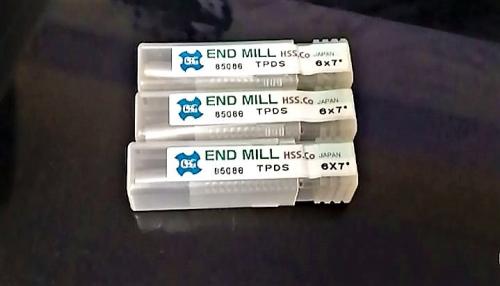 OSG END MILL HSS.Co JAPAN
85086 TPDS 6x7°
OSG END MILL HSS.Co JAPAN
85086 TPDS 6x7°
OSG END MILL HSS.Co JAPAN
85086 TPDS 6X7°